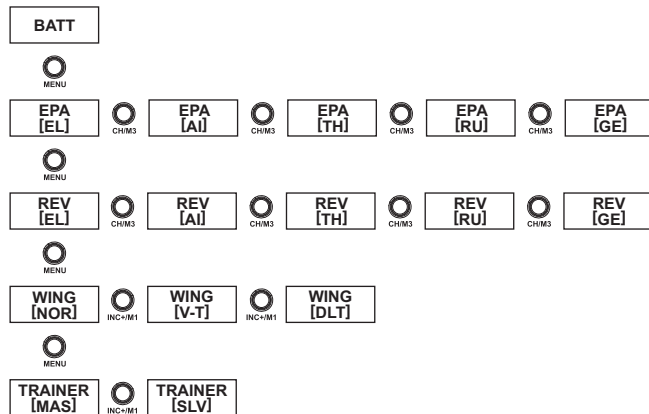 BATT
MENU
EPA [EL] CH/M3 EPA [AI] CH/M3 EPA [TH] CH/M3 EPA [RU] CH/M3 EPA [GE]
MENU
REV [EL] CH/M3 REV [AI] CH/M3 REV [TH] CH/M3 REV [RU] CH/M3 REV [GE]
MENU
WING [NOR] INC+/M1 WING [V-T] INC+/M1 WING [DLT]
MENU
TRAINER [MAS] INC+/M1 TRAINER [SLV]